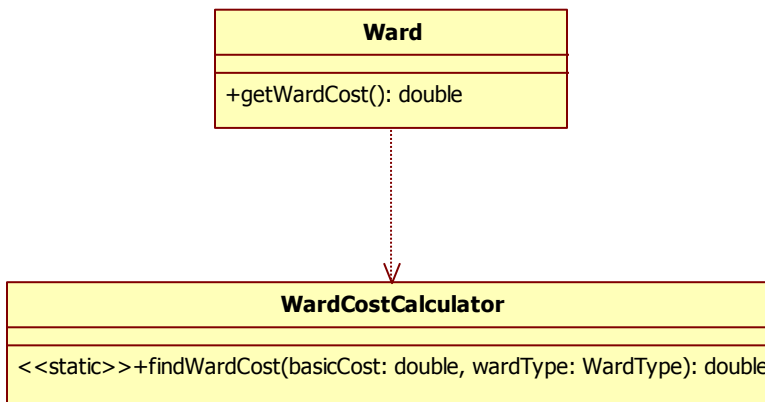 Ward
+getWardCost(): double
WardCostCalculator
<<static>>+findWardCost(basicCost: double, wardType: WardType): double